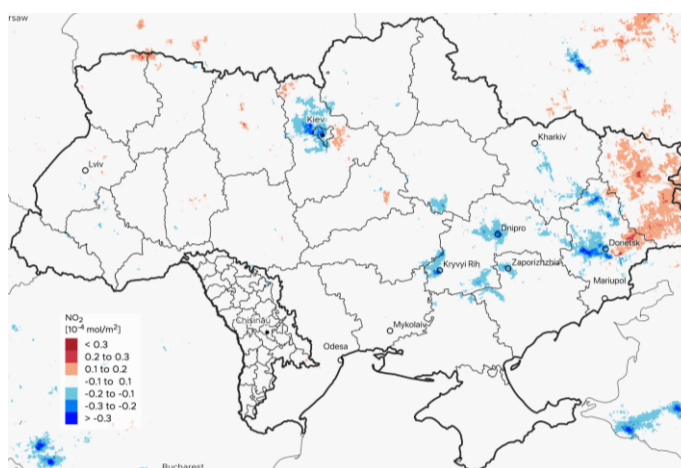 rsaw
Kiev
Kharkiv
Lviv
Dnipro
Donetsk
Kryvyi Rih
Zaporizhzhia
Mariupol
NO2
[10⁻⁴ mol/m²]
< 0.3
0.2 to 0.3
0.1 to 0.2
-0.1 to 0.1
-0.2 to -0.1
-0.3 to -0.2
> -0.3
Chisinau
Mykolaiv
Odesa
Bucharest